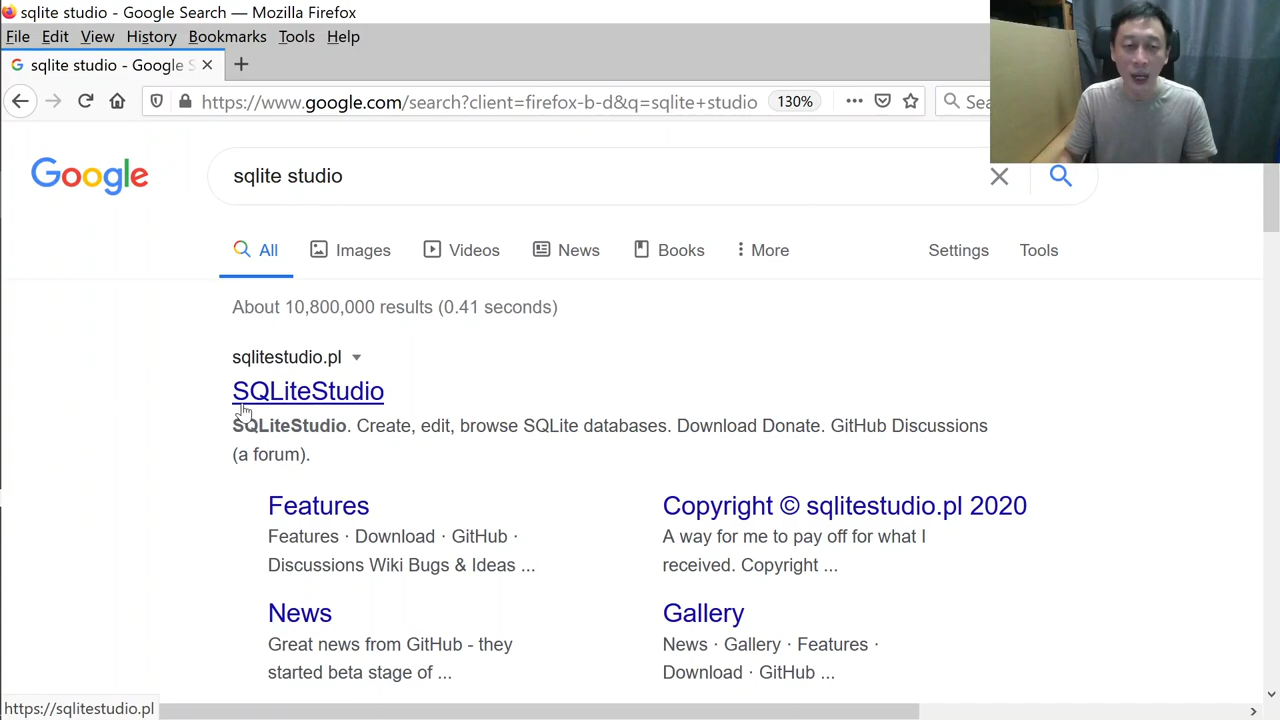 sqlite studio - Google Search — Mozilla Firefox
File Edit View History Bookmarks Tools Help
sqlite studio - Google S
https://www.google.com/search?client=firefox-b-d&q=sqlite+studio 130% Sea
Google
sqlite studio
All Images Videos News Books More Settings Tools
About 10,800,000 results (0.41 seconds)
sqlitestudio.pl
SQLiteStudio
SQLiteStudio. Create, edit, browse SQLite databases. Download Donate. GitHub Discussions
(a forum).
Features
Features · Download · GitHub ·
Discussions Wiki Bugs & Ideas ...
Copyright © sqlitestudio.pl 2020
A way for me to pay off for what I
received. Copyright ...
News
Great news from GitHub - they
started beta stage of ...
Gallery
News · Gallery · Features ·
Download · GitHub ...
https://sqlitestudio.pl